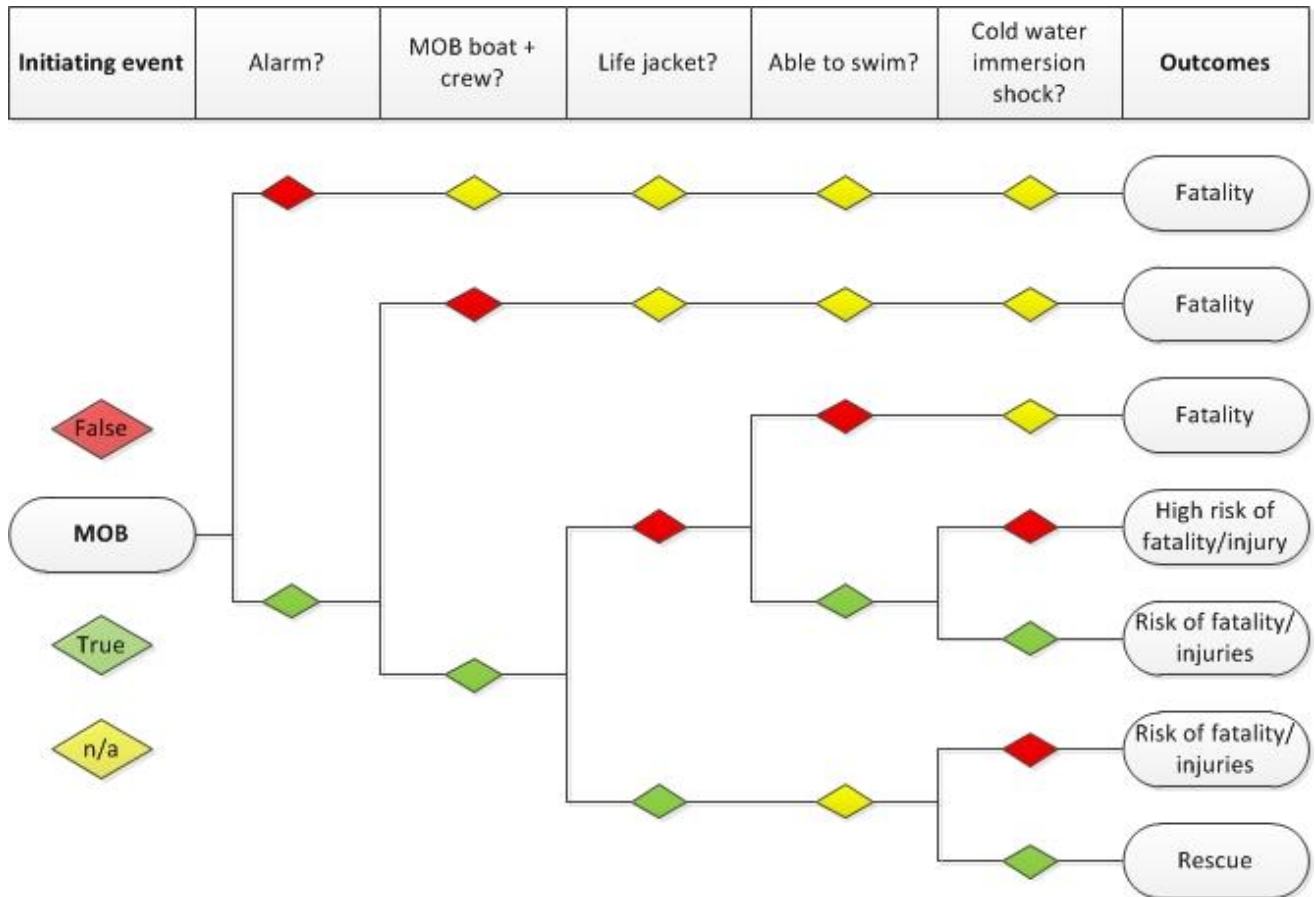 Initiating event
Alarm?
MOB boat +
crew?
Life jacket?
Able to swim?
Cold water
immersion
shock?
Outcomes
Fatality
Fatality
Fatality
False
MOB
High risk of
fatality/injury
True
Risk of fatality/
injuries
n/a
Risk of fatality/
injuries
Rescue